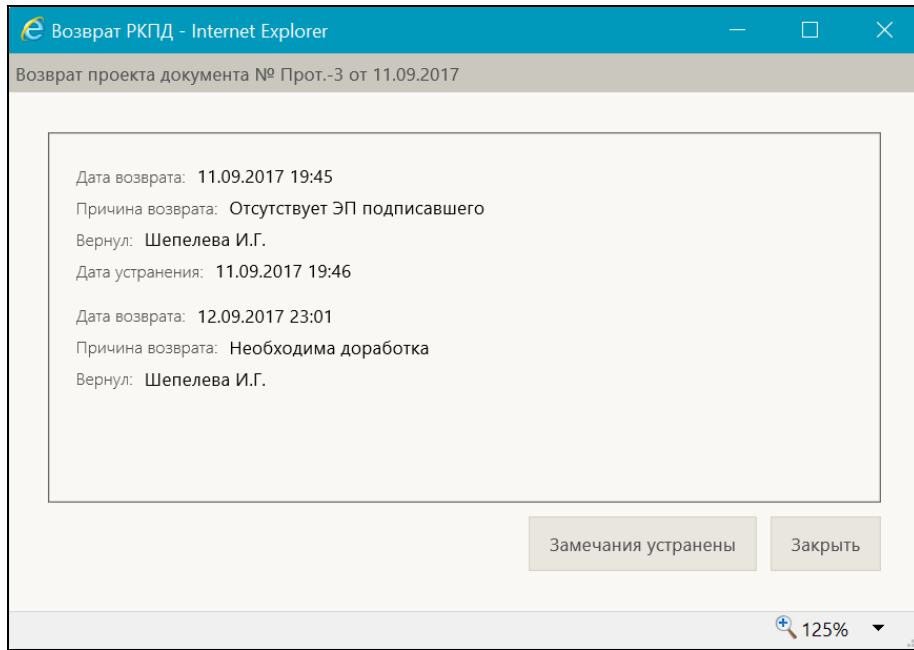 Возврат РКПД - Internet Explorer
Возврат проекта документа № Прот.-3 от 11.09.2017
Дата возврата: 11.09.2017 19:45
Причина возврата: Отсутствует ЭП подписавшего
Вернул: Шепелева И.Г.
Дата устранения: 11.09.2017 19:46
Дата возврата: 12.09.2017 23:01
Причина возврата: Необходима доработка
Вернул: Шепелева И.Г.
Замечания устранены Закрыть
125%